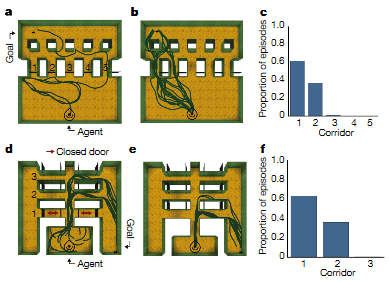 a
b
c
Goal
1 2 3 4 5
Agent
Proportion of episodes
1.0
0.8
0.6
0.4
0.2
0
1 2 3 4 5
Corridor
d
Closed door
e
f
3
2
1
Goal
Agent
Proportion of episodes
1.0
0.8
0.6
0.4
0.2
0
1 2 3
Corridor